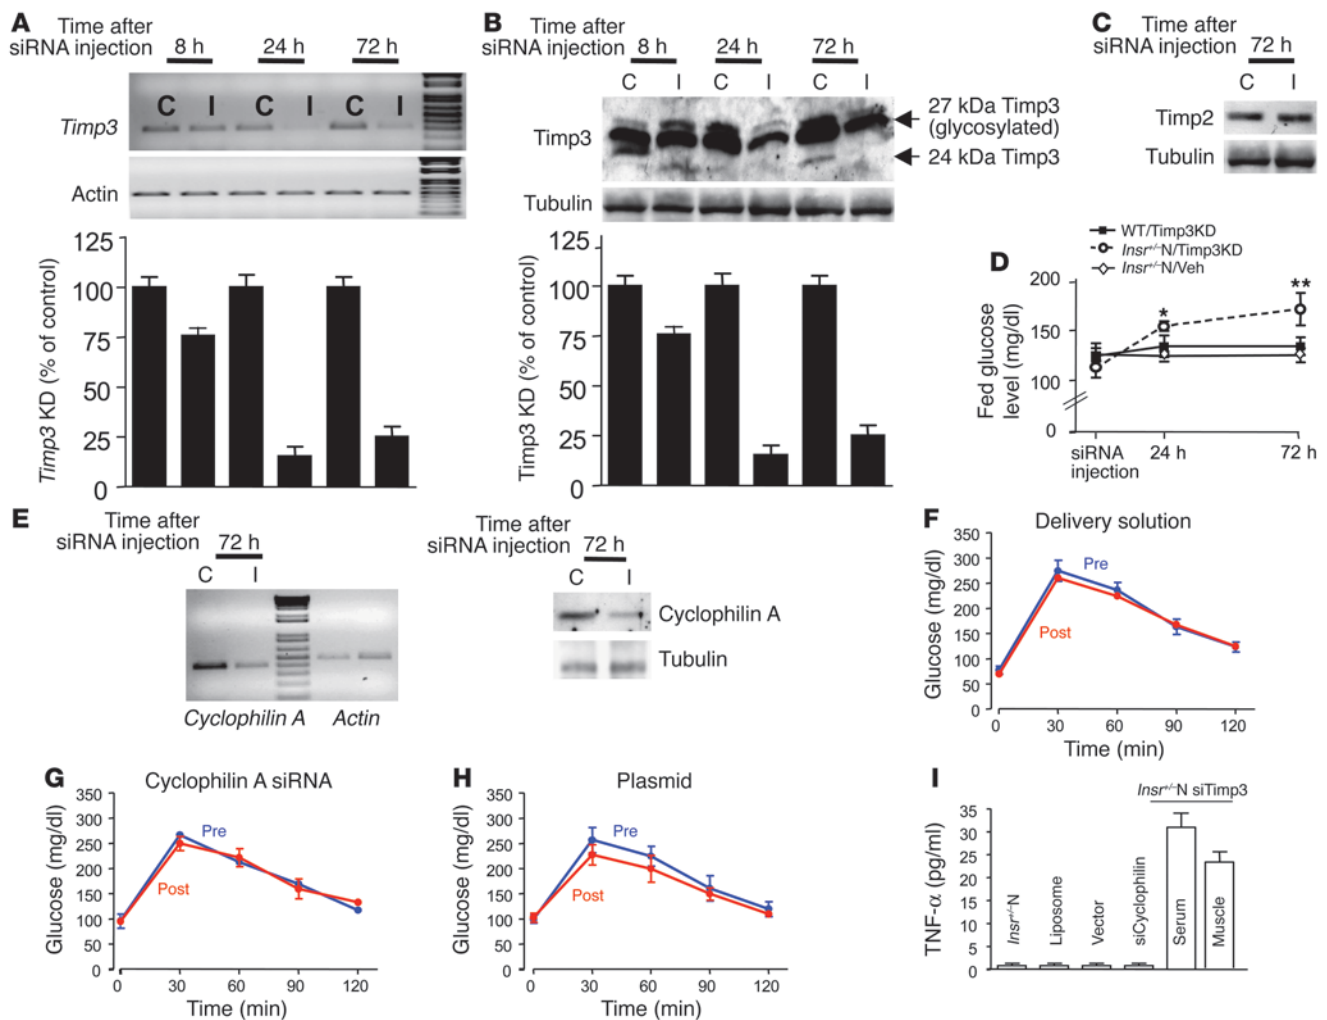 A
Time after
siRNA injection
8 h
24 h
72 h
C I C I C I
Timp3
Actin
Timp3 KD (% of control)
125
100
75
50
25
0
B
Time after
siRNA injection
8 h
24 h
72 h
C I C I C I
Timp3
27 kDa Timp3
(glycosylated)
24 kDa Timp3
Tubulin
Timp3 KD (% of control)
125
100
75
50
25
0
C
Time after
siRNA injection
72 h
C I
Timp2
Tubulin
D
WT/Timp3KD
Insr+/–N/Timp3KD
Insr+/–N/Veh
Fed glucose
level (mg/dl)
200
150
100
0
*
**
siRNA
injection
24 h
72 h
E
Time after
siRNA injection
72 h
C I
Cyclophilin A
Actin
Time after
siRNA injection
72 h
C I
Cyclophilin A
Tubulin
F
Delivery solution
Glucose (mg/dl)
350
300
250
200
150
100
50
0
Pre
Post
0 30 60 90 120
Time (min)
G
Cyclophilin A siRNA
Glucose (mg/dl)
350
300
250
200
150
100
50
0
Pre
Post
0 30 60 90 120
Time (min)
H
Plasmid
Glucose (mg/dl)
350
300
250
200
150
100
50
0
Pre
Post
0 30 60 90 120
Time (min)
I
Insr+/–N siTimp3
TNF-α (pg/ml)
35
30
25
20
15
10
5
0
Insr+/–N
Liposome
Vector
siCyclophilin
Serum
Muscle